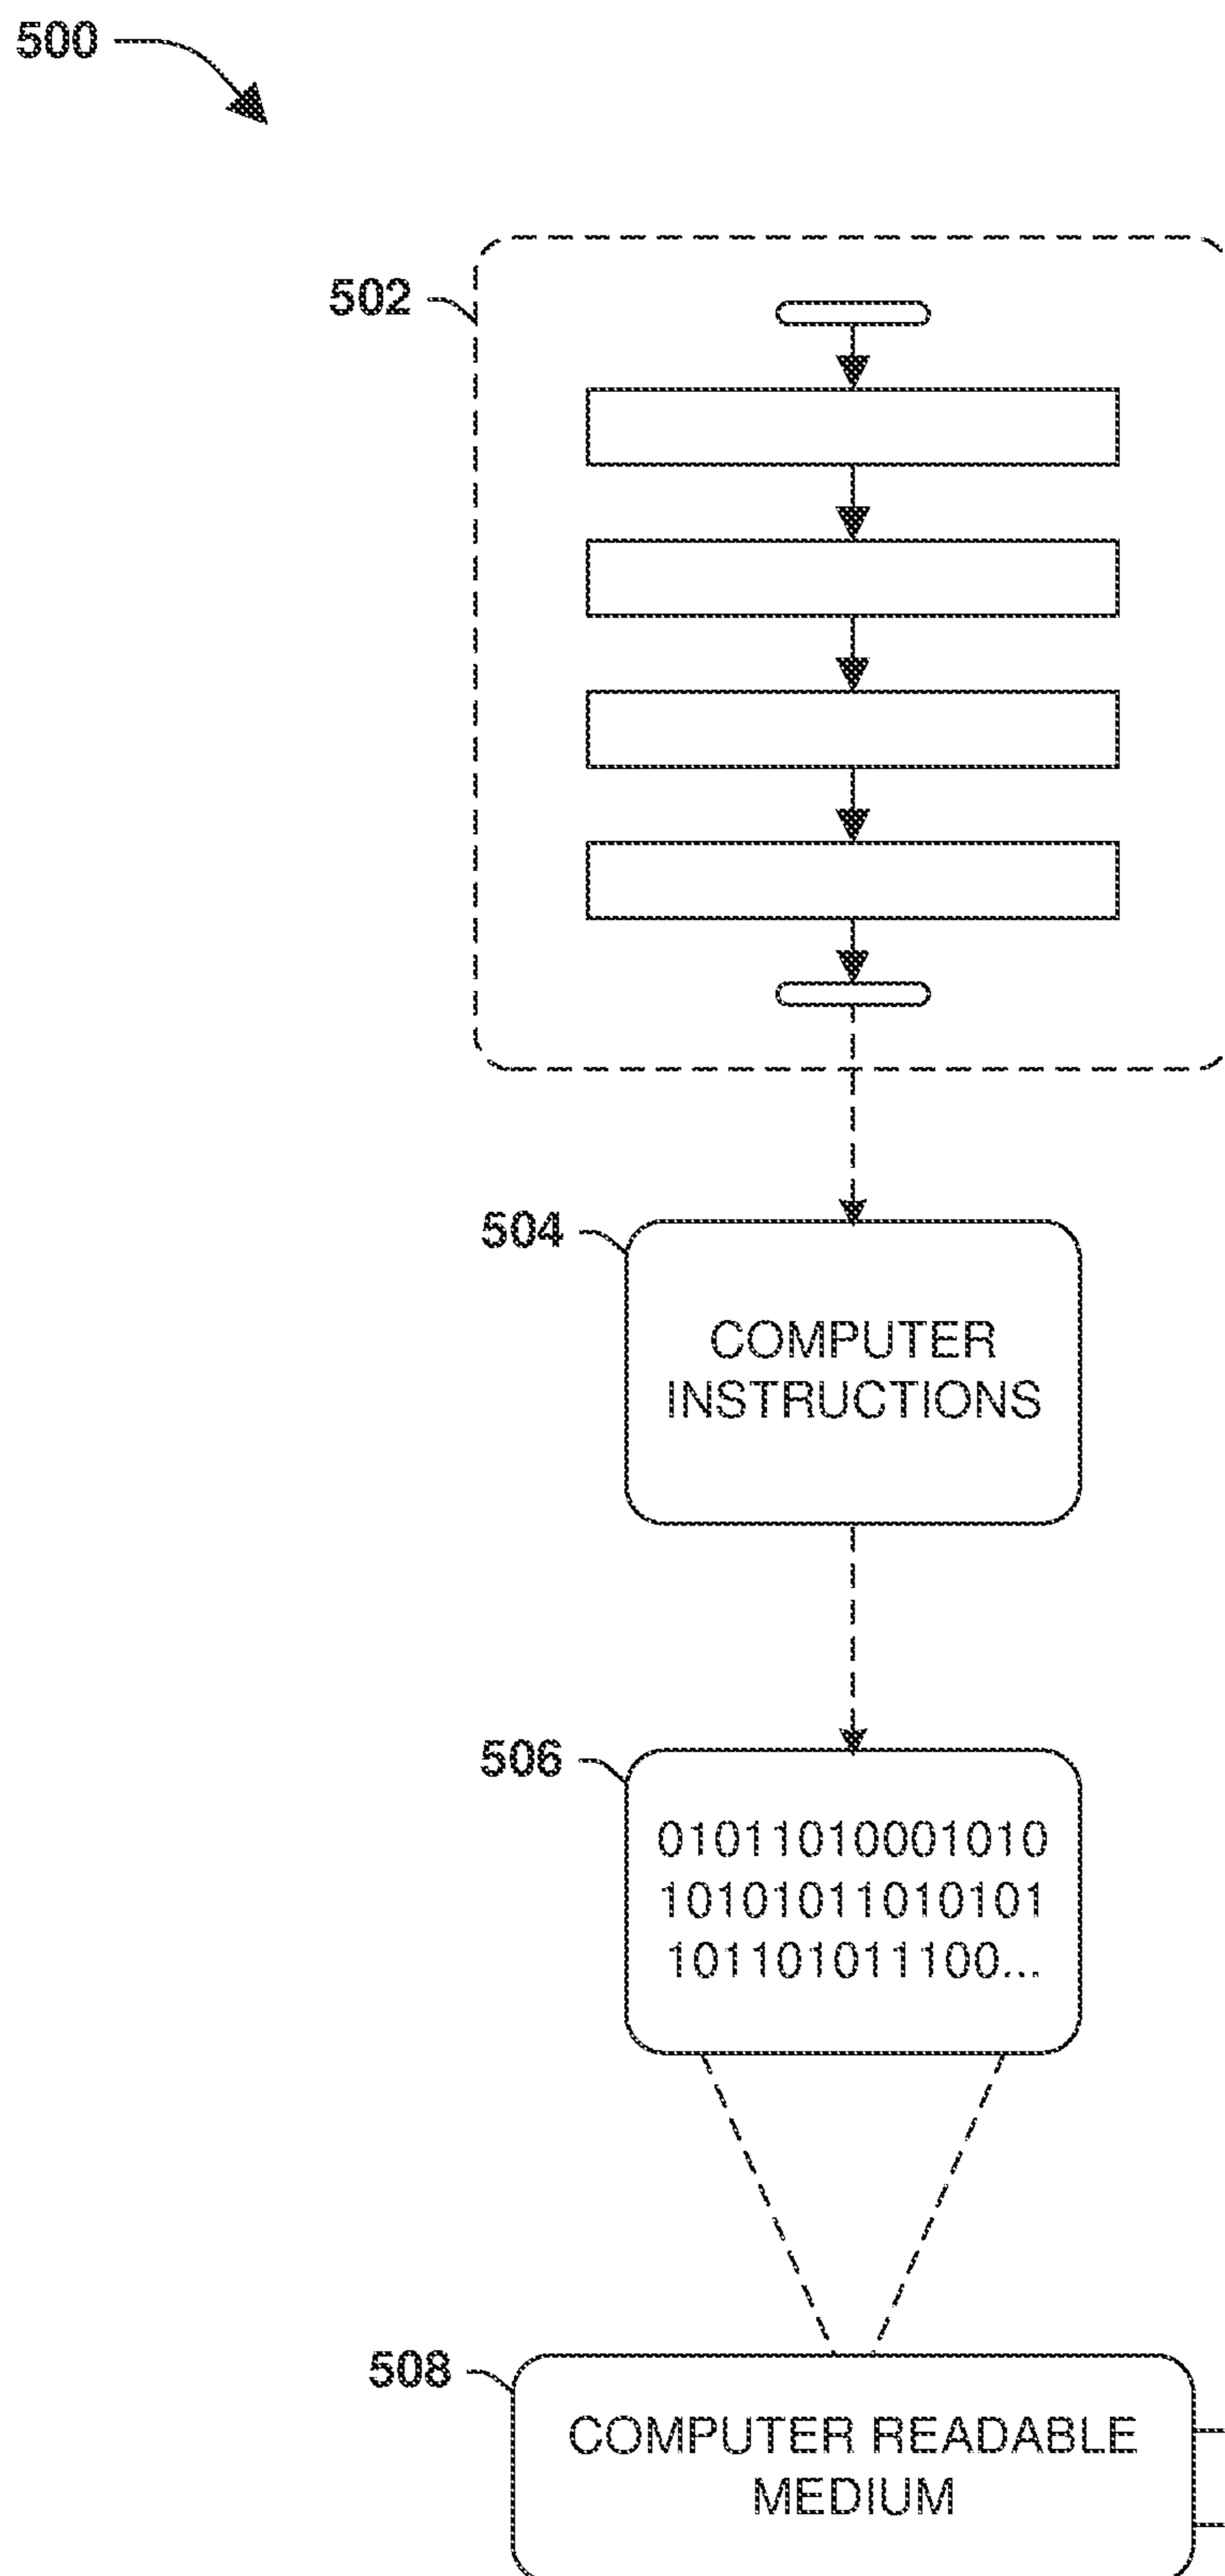 500
502
504
COMPUTER
INSTRUCTIONS
506
01011010001010
10101011010101
101101011100...
508
COMPUTER READABLE
MEDIUM